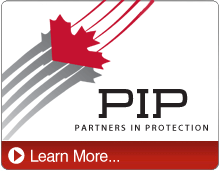 PIP
PARTNERS IN PROTECTION
Learn More...